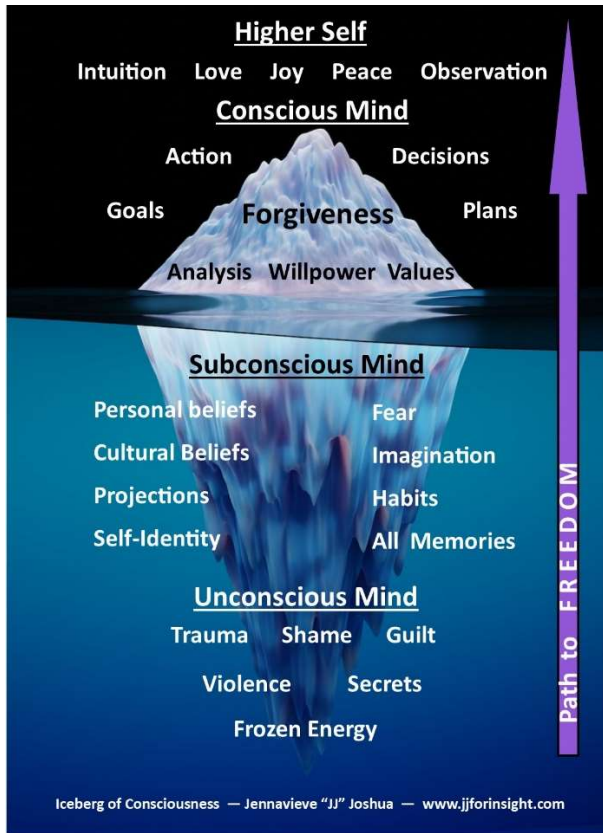 Higher Self
Intuition Love Joy Peace Observation
Conscious Mind
Action Decisions
Goals Forgiveness Plans
Analysis Willpower Values
Subconscious Mind
Personal beliefs Fear
Cultural Beliefs Imagination
Projections Habits
Self-Identity All Memories
Unconscious Mind
Trauma Shame Guilt
Violence Secrets
Frozen Energy
Path to FREEDOM
Iceberg of Consciousness — Jennavieve "JJ" Joshua — www.jjforinsight.com